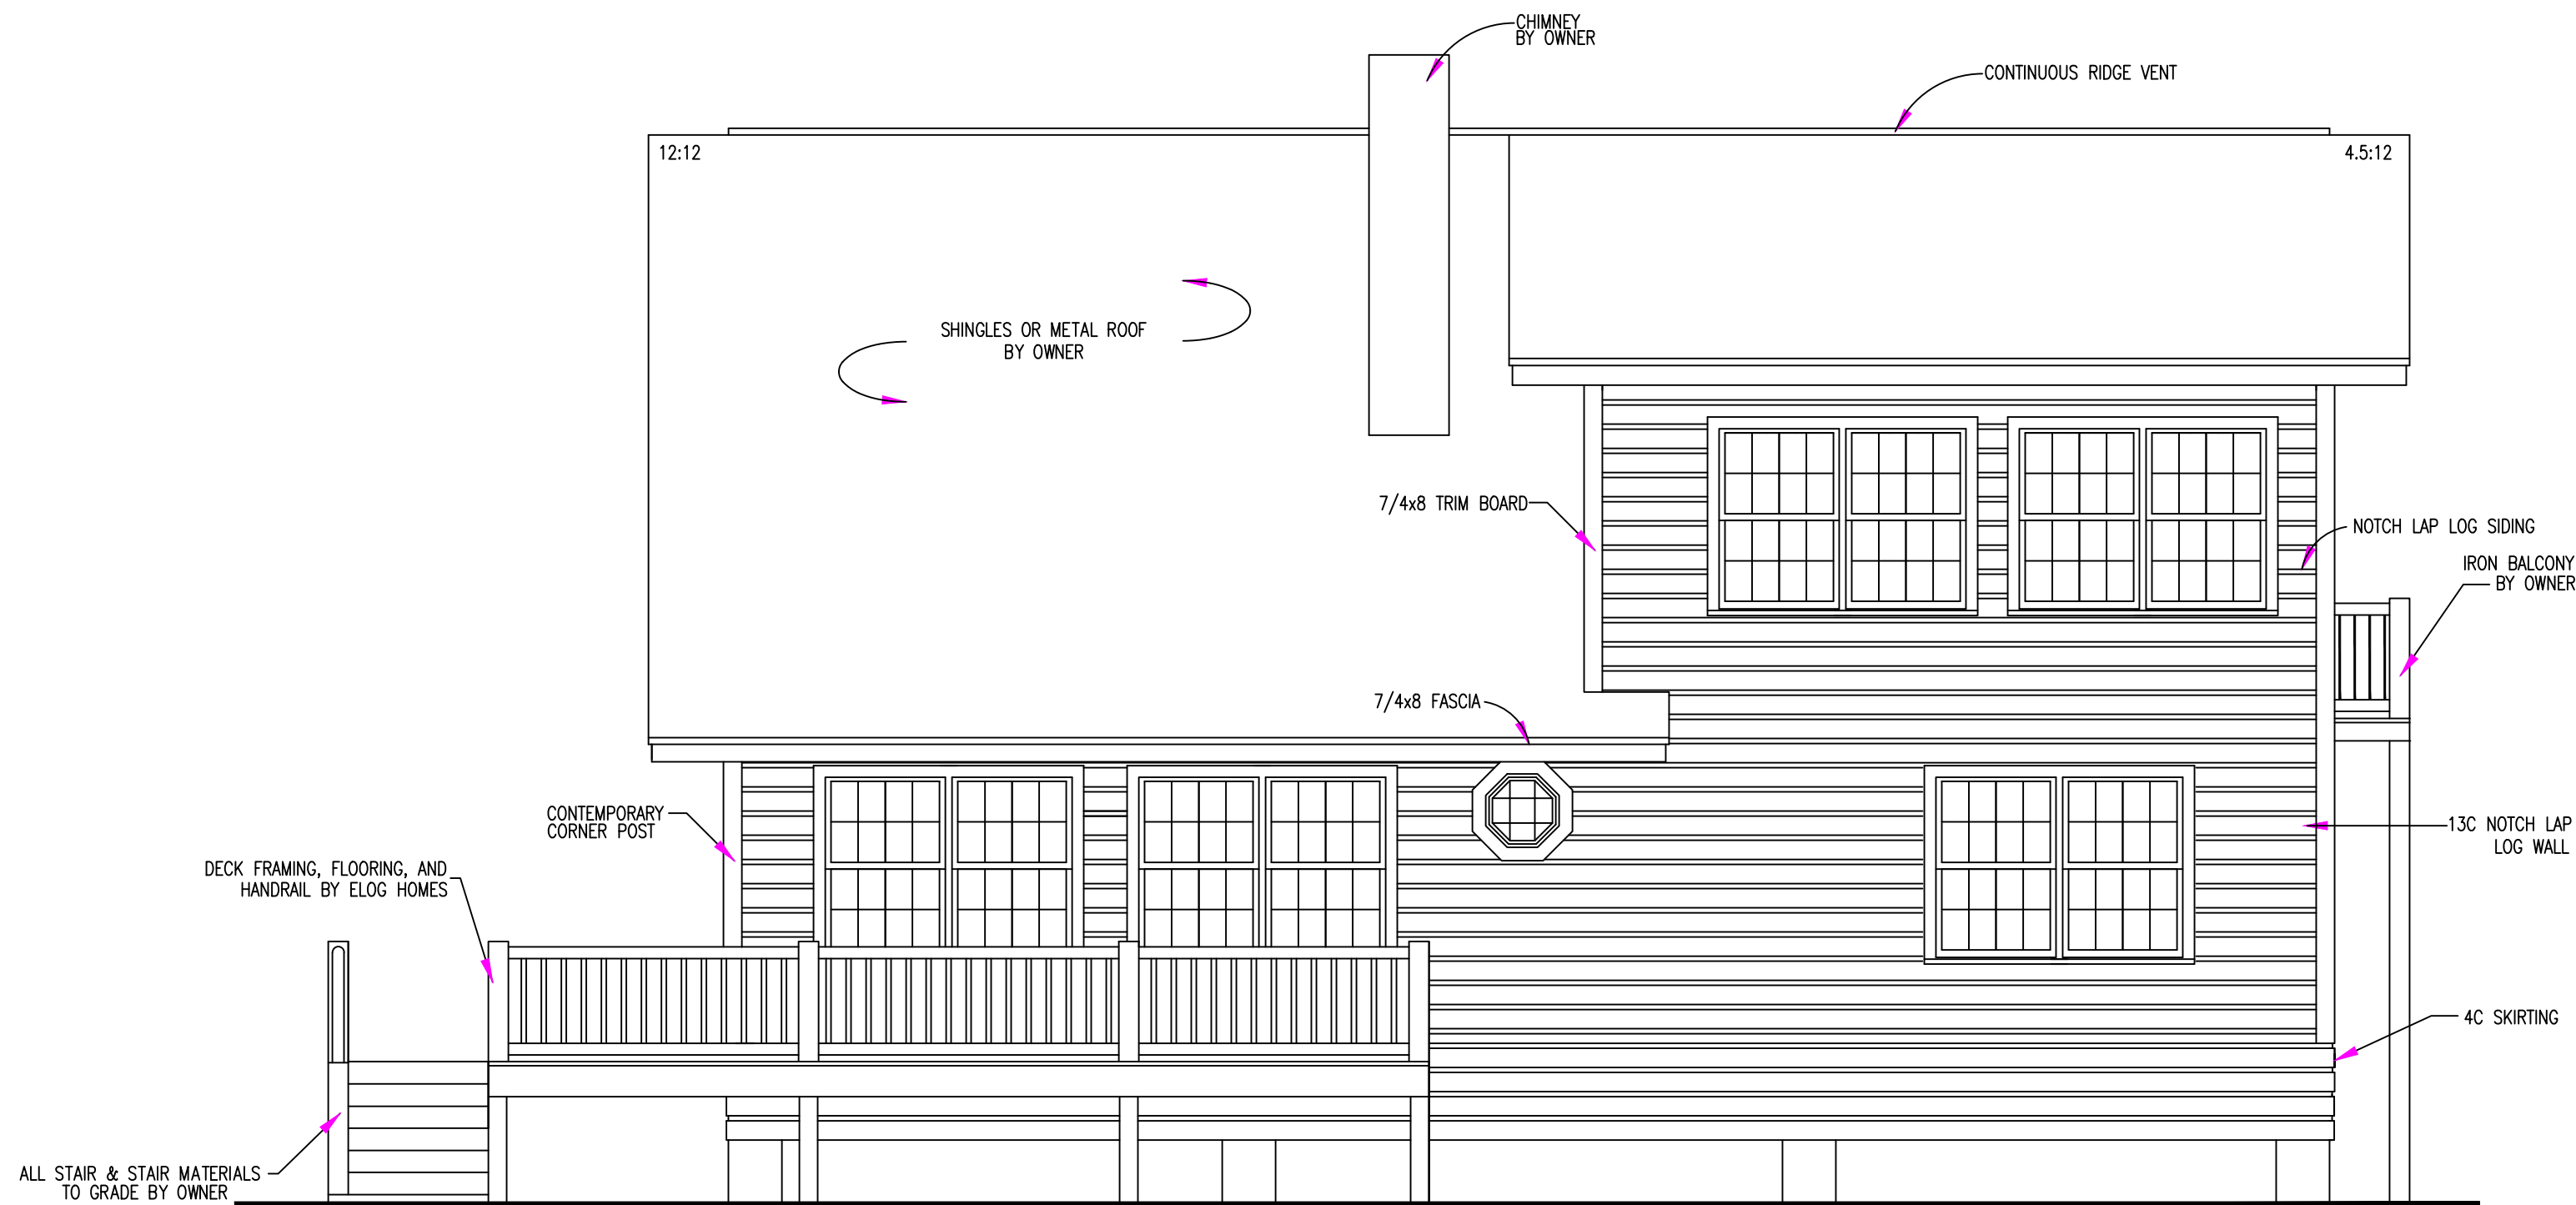 CHIMNEY
BY OWNER
CONTINUOUS RIDGE VENT
12:12
4.5:12
SHINGLES OR METAL ROOF
BY OWNER
7/4x8 TRIM BOARD
NOTCH LAP LOG SIDING
IRON BALCONY
BY OWNER
7/4x8 FASCIA
CONTEMPORARY
CORNER POST
13C NOTCH LAP
LOG WALL
DECK FRAMING, FLOORING, AND
HANDRAIL BY ELOG HOMES
4C SKIRTING
ALL STAIR & STAIR MATERIALS
TO GRADE BY OWNER